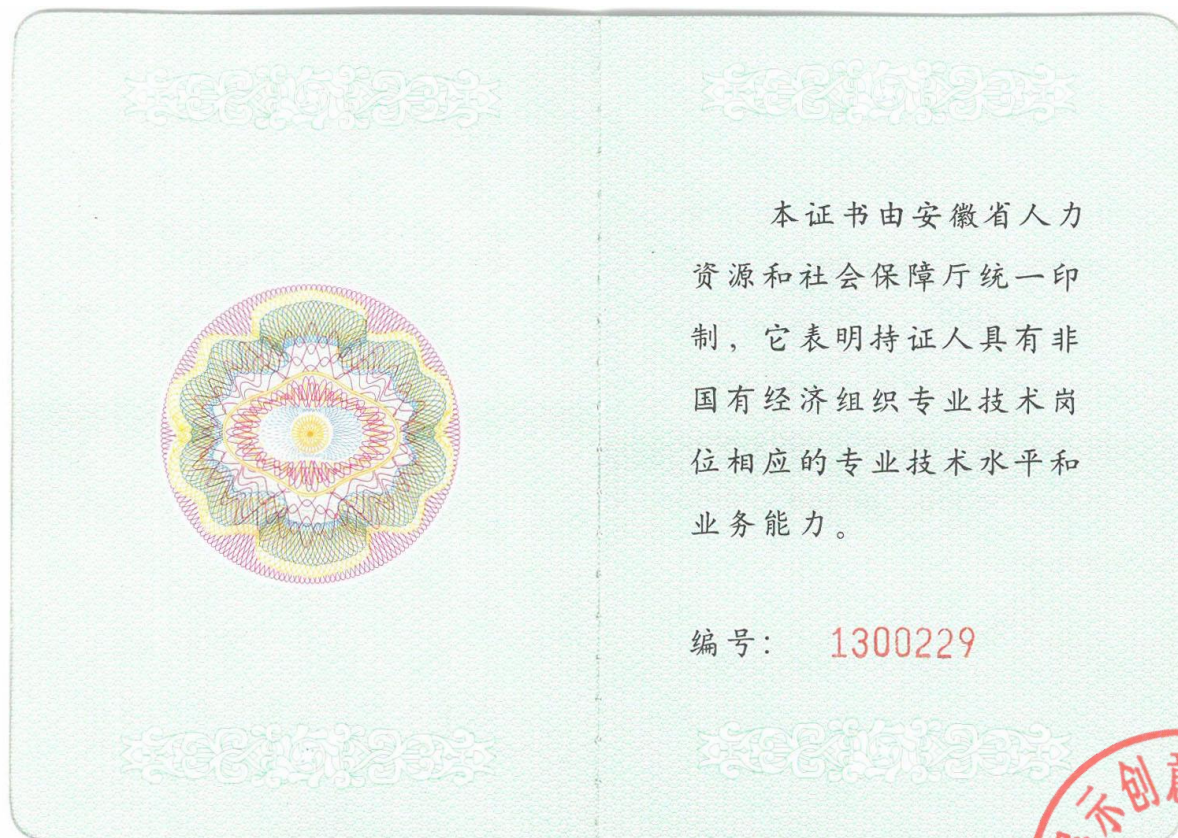 本证书由安徽省人力
资源和社会保障厅统一印
制，它表明持证人具有非
国有经济组织专业技术岗
位相应的专业技术水平和
业务能力。
编号： 1300229
示创意